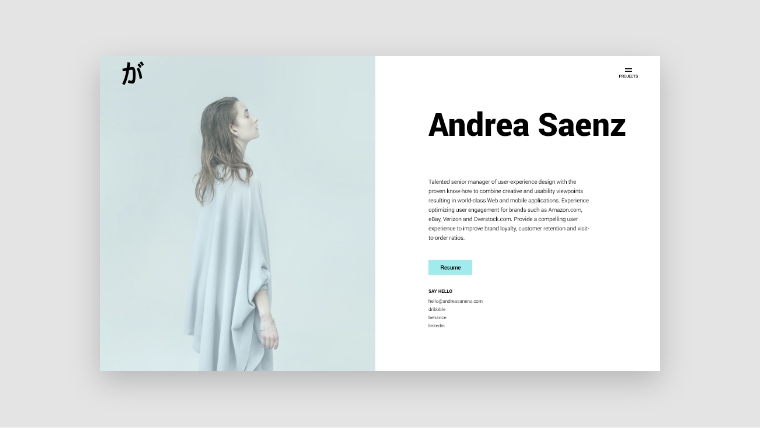 が
PROJECTS
Andrea Saenz
Talented senior manager of user-experience design with the
proven know-how to combine creative and usability viewpoints
resulting in world-class Web and mobile applications. Experience
optimizing user engagement for brands such as Amazon.com,
eBay, Verizon and Overstock.com. Provide a compelling user
experience to improve brand loyalty, customer retention and visit-
to-order ratios.
Resume
SAY HELLO
hello@andreasaenz.com
dribbble
behance
linkedin